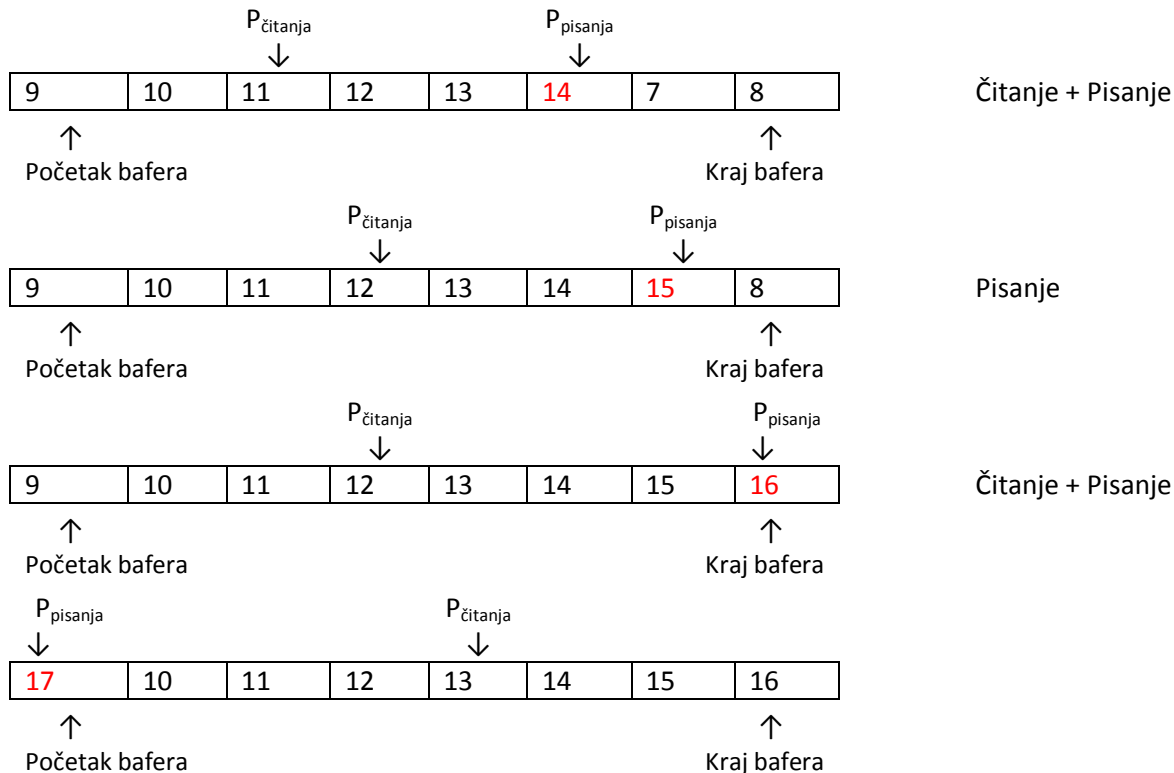 Pčitanja Ppisanja
9 10 11 12 13 14 7 8 Čitanje + Pisanje
Početak bafera Kraj bafera
Pčitanja Ppisanja
9 10 11 12 13 14 15 8 Pisanje
Početak bafera Kraj bafera
Pčitanja Ppisanja
9 10 11 12 13 14 15 16 Čitanje + Pisanje
Početak bafera Kraj bafera
Ppisanja Pčitanja
17 10 11 12 13 14 15 16
Početak bafera Kraj bafera